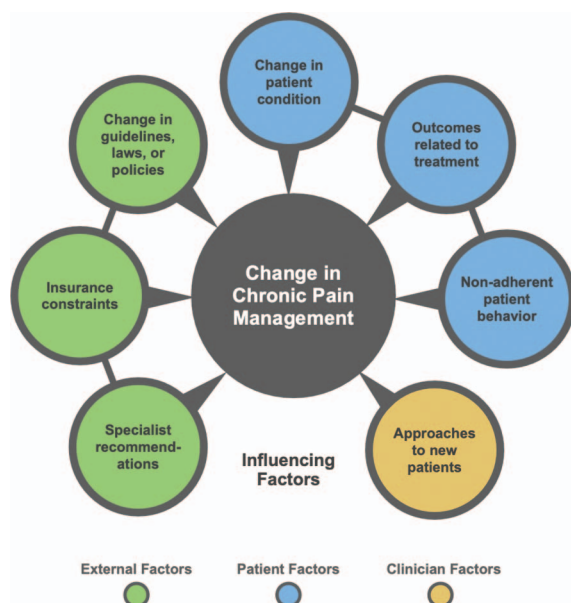 Change in
patient
condition
Change in
guidelines,
laws, or
policies
Outcomes
related to
treatment
Change in
Chronic Pain
Management
Insurance
constraints
Non-adherent
patient
behavior
Specialist
recommend-
ations
Approaches
to new
patients
Influencing
Factors
External Factors
Patient Factors
Clinician Factors